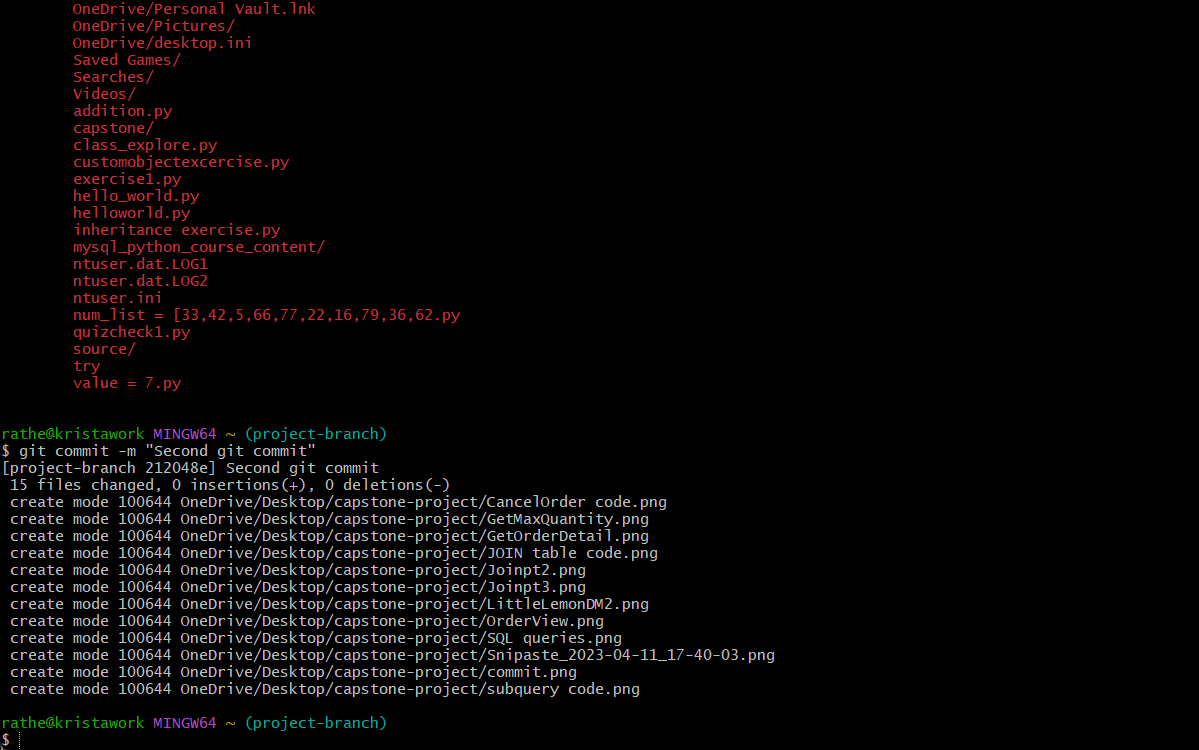 OneDrive/Personal Vault.lnk
OneDrive/Pictures/
OneDrive/desktop.ini
Saved Games/
Searches/
Videos/
addition.py
capstone/
class_explore.py
customobjectexcercise.py
exercise1.py
hello_world.py
helloworld.py
inheritance exercise.py
mysql_python_course_content/
ntuser.dat.LOG1
ntuser.dat.LOG2
ntuser.ini
num_list = [33,42,5,66,77,22,16,79,36,62.py
quizcheck1.py
source/
try
value = 7.py
rathe@kristawork MINGW64 ~ (project-branch)
$ git commit -m "Second git commit"
[project-branch 212048e] Second git commit
15 files changed, 0 insertions(+), 0 deletions(-)
create mode 100644 OneDrive/Desktop/capstone-project/CancelOrder code.png
create mode 100644 OneDrive/Desktop/capstone-project/GetMaxQuantity.png
create mode 100644 OneDrive/Desktop/capstone-project/GetOrderDetail.png
create mode 100644 OneDrive/Desktop/capstone-project/JOIN table code.png
create mode 100644 OneDrive/Desktop/capstone-project/Joinpt2.png
create mode 100644 OneDrive/Desktop/capstone-project/Joinpt3.png
create mode 100644 OneDrive/Desktop/capstone-project/LittleLemonDM2.png
create mode 100644 OneDrive/Desktop/capstone-project/OrderView.png
create mode 100644 OneDrive/Desktop/capstone-project/SQL queries.png
create mode 100644 OneDrive/Desktop/capstone-project/Snipaste_2023-04-11_17-40-03.png
create mode 100644 OneDrive/Desktop/capstone-project/commit.png
create mode 100644 OneDrive/Desktop/capstone-project/subquery code.png
rathe@kristawork MINGW64 ~ (project-branch)
$